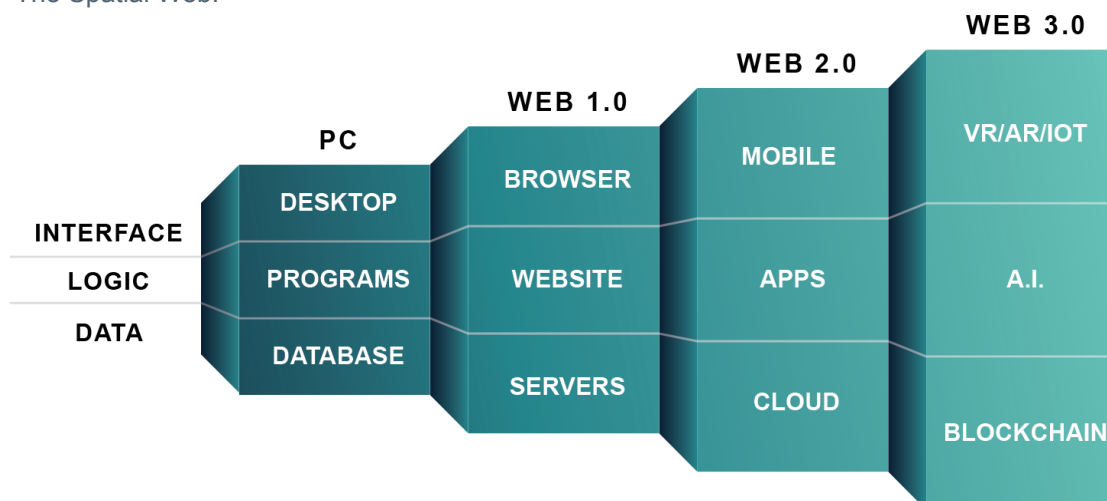 The Spatial Web.
WEB 3.0
WEB 2.0
WEB 1.0
PC
VR/AR/IOT
MOBILE
BROWSER
DESKTOP
INTERFACE
LOGIC
PROGRAMS
WEBSITE
APPS
A.I.
DATA
DATABASE
SERVERS
CLOUD
BLOCKCHAIN